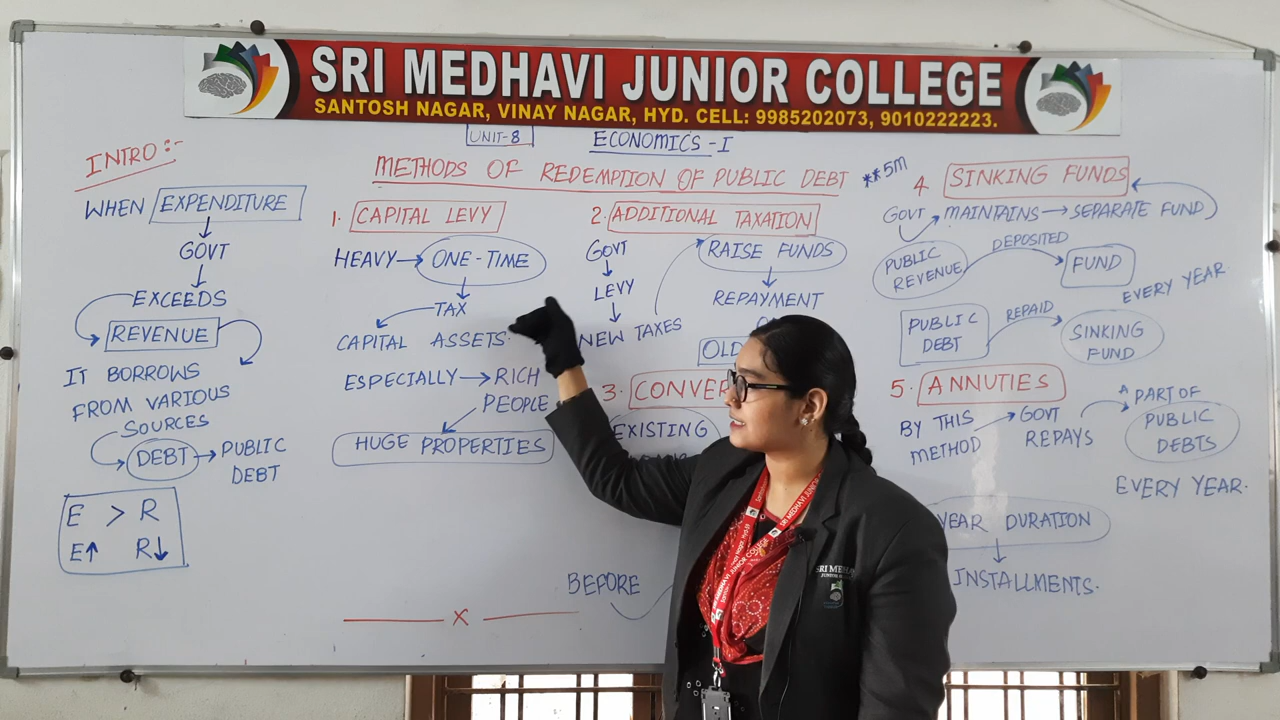 SRI MEDHAVI JUNIOR COLLEGE
SANTOSH NAGAR, VINAY NAGAR, HYD. CELL: 9985202073, 9010222223.
UNIT-8
ECONOMICS-I
METHODS OF REDEMPTION OF PUBLIC DEBT
**5M
INTRO:-
WHEN EXPENDITURE
GOVT
EXCEEDS
REVENUE
IT BORROWS
FROM VARIOUS
SOURCES
DEBT → PUBLIC
DEBT
E > R
E↑ R↓
1. CAPITAL LEVY
HEAVY → ONE-TIME
TAX
CAPITAL ASSETS.
ESPECIALLY → RICH
PEOPLE
HUGE PROPERTIES
x
2. ADDITIONAL TAXATION
GOVT
LEVY
NEW TAXES
RAISE FUNDS
REPAYMENT
OLD
3. CONVER
EXISTING
BEFORE
4. SINKING FUNDS
GOVT MAINTAINS → SEPARATE FUND
PUBLIC
REVENUE
DEPOSITED
FUND
EVERY YEAR
PUBLIC
DEBT
REPAID
SINKING
FUND
5. ANNUTIES
BY THIS
METHOD
GOVT
REPAYS
A PART OF
PUBLIC
DEBTS
EVERY YEAR.
YEAR DURATION
INSTALLMENTS.
SRI MEDHAVI JUNIOR COLLEGE